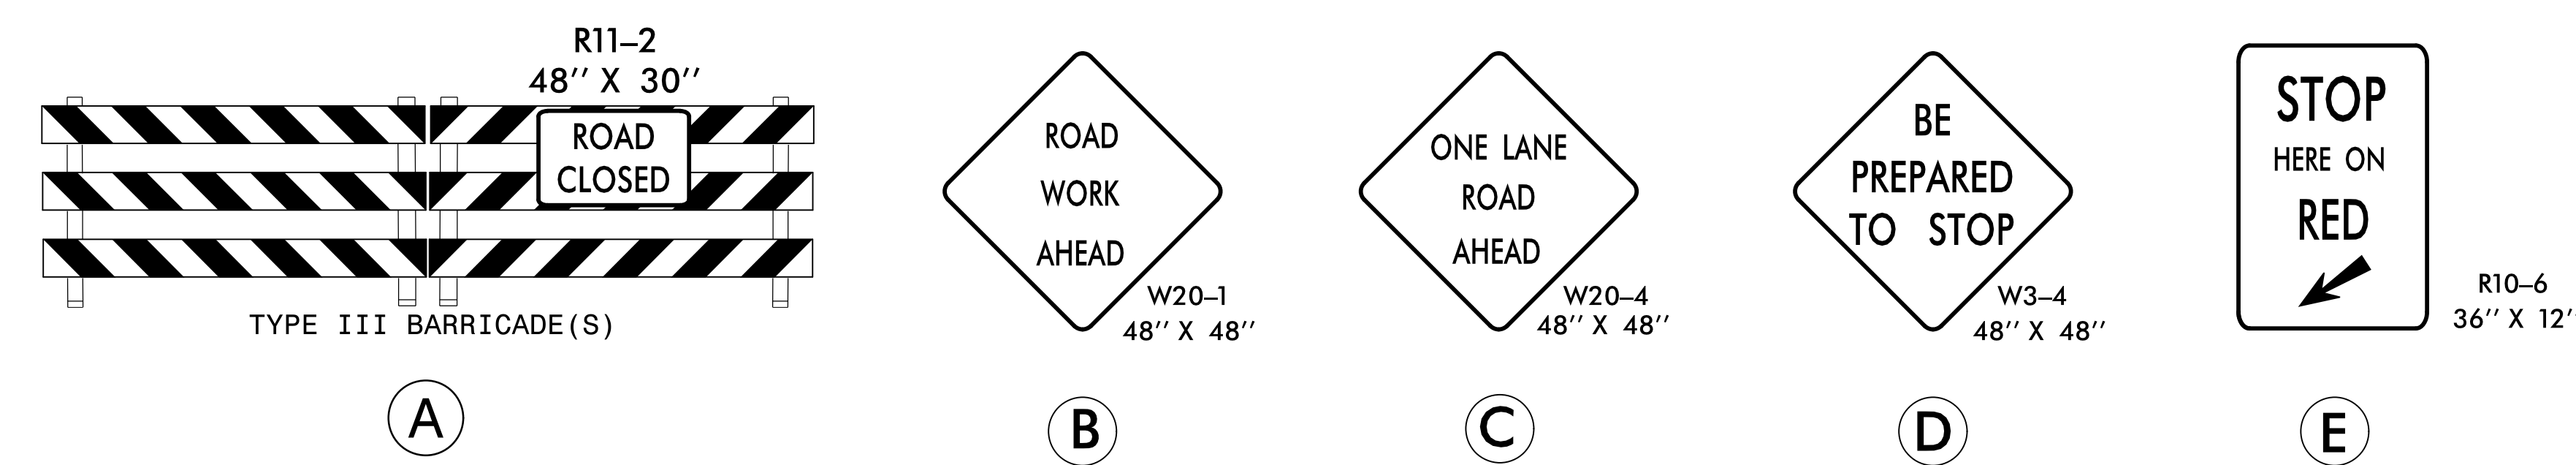 R11–2
48'' X 30''
ROAD
CLOSED
TYPE III BARRICADE(S)
A
ROAD
WORK
AHEAD
W20–1
48'' X 48''
B
ONE LANE
ROAD
AHEAD
W20–4
48'' X 48''
C
BE
PREPARED
TO STOP
W3–4
48'' X 48''
D
STOP
HERE ON
RED
R10–6
36'' X 12''
E